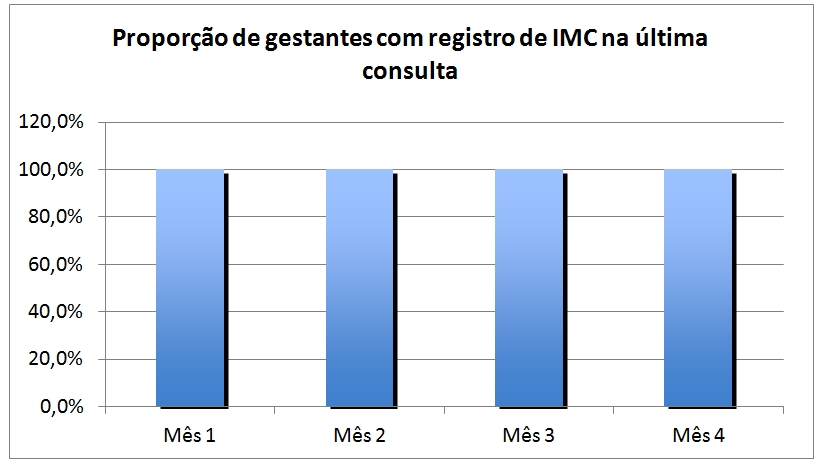 Proporção de gestantes com registro de IMC na última
consulta
120,0%
100,0%
80,0%
60,0%
40,0%
20,0%
0,0%
Mês 1 Mês 2 Mês 3 Mês 4